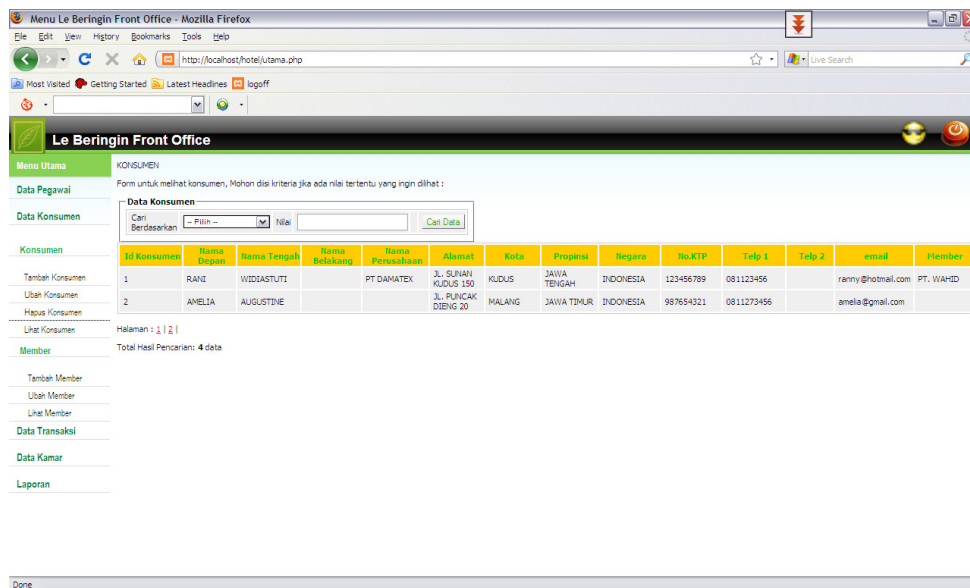 Menu Le Beringin Front Office - Mozilla Firefox
File Edit View History Bookmarks Tools Help
http://localhost/hotel/utama.php
Live Search
Most Visited Getting Started Latest Headlines logoff
Le Beringin Front Office
Menu Utama
Data Pegawai
Data Konsumen
Konsumen
Tambah Konsumen
Ubah Konsumen
Hapus Konsumen
Lihat Konsumen
Member
Tambah Member
Ubah Member
Lihat Member
Data Transaksi
Data Kamar
Laporan
KONSUMEN
Form untuk melihat konsumen, Mohon diisi kriteria jika ada nilai tertentu yang ingin dilihat :
Data Konsumen
Cari Berdasarkan -- Pilih -- Nilai Cari Data
Id Konsumen Nama Depan Nama Tengah Nama Belakang Nama Perusahaan Alamat Kota Propinsi Negara No.KTP Telp 1 Telp 2 email Member
1 RANI WIDIASTUTI PT DAMATEX JL. SUNAN KUDUS 150 KUDUS JAWA TENGAH INDONESIA 123456789 081123456 ranny@hotmail.com PT. WAHID
2 AMELIA AUGUSTINE JL. PUNCAK DIENG 20 MALANG JAWA TIMUR INDONESIA 987654321 0811273456 amelia@gmail.com
Halaman : 1 | 2 |
Total Hasil Pencarian: 4 data
Done